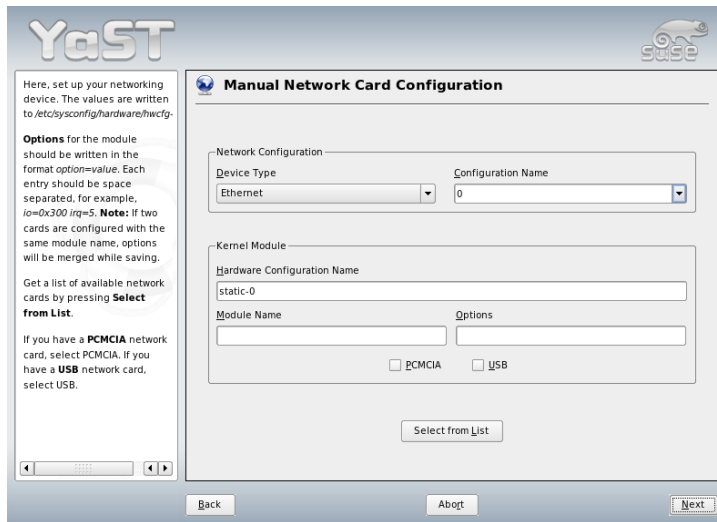 YaST
SUSE
Here, set up your networking
device. The values are written
to /etc/sysconfig/hardware/hwcfg-
Options for the module
should be written in the
format option=value. Each
entry should be space
separated, for example,
io=0x300 irq=5. Note: If two
cards are configured with the
same module name, options
will be merged while saving.
Get a list of available network
cards by pressing Select
from List.
If you have a PCMCIA network
card, select PCMCIA. If you
have a USB network card,
select USB.
Manual Network Card Configuration
Network Configuration
Device Type
Configuration Name
Ethernet
0
Kernel Module
Hardware Configuration Name
static-0
Module Name
Options
PCMCIA
USB
Select from List
Back
Abort
Next